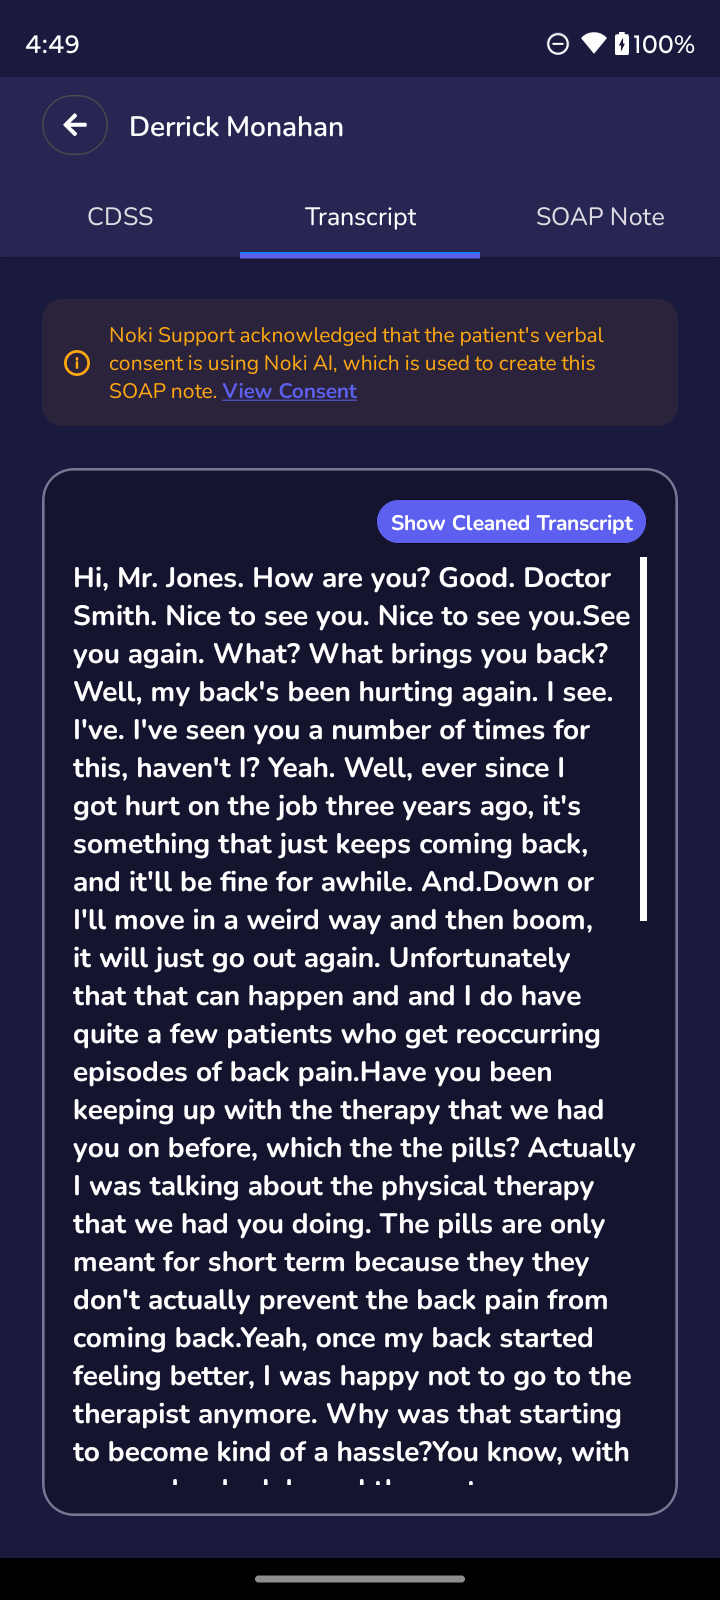 4:49
100%
Derrick Monahan
CDSS
Transcript
SOAP Note
Noki Support acknowledged that the patient's verbal
consent is using Noki AI, which is used to create this
SOAP note. View Consent
Show Cleaned Transcript
Hi, Mr. Jones. How are you? Good. Doctor
Smith. Nice to see you. Nice to see you.See
you again. What? What brings you back?
Well, my back's been hurting again. I see.
I've. I've seen you a number of times for
this, haven't I? Yeah. Well, ever since I
got hurt on the job three years ago, it's
something that just keeps coming back,
and it'll be fine for awhile. And.Down or
I'll move in a weird way and then boom,
it will just go out again. Unfortunately
that that can happen and and I do have
quite a few patients who get reoccurring
episodes of back pain.Have you been
keeping up with the therapy that we had
you on before, which the the pills? Actually
I was talking about the physical therapy
that we had you doing. The pills are only
meant for short term because they they
don't actually prevent the back pain from
coming back.Yeah, once my back started
feeling better, I was happy not to go to the
therapist anymore. Why was that starting
to become kind of a hassle?You know, with